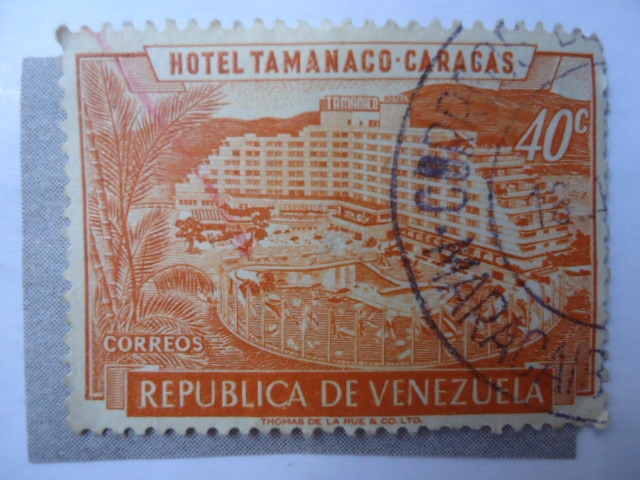 HOTEL TAMANACO·CARACAS
TAMANACO
40c
CORREOS
REPUBLICA DE VENEZUELA
THOMAS DE LA RUE & CO. LTD.